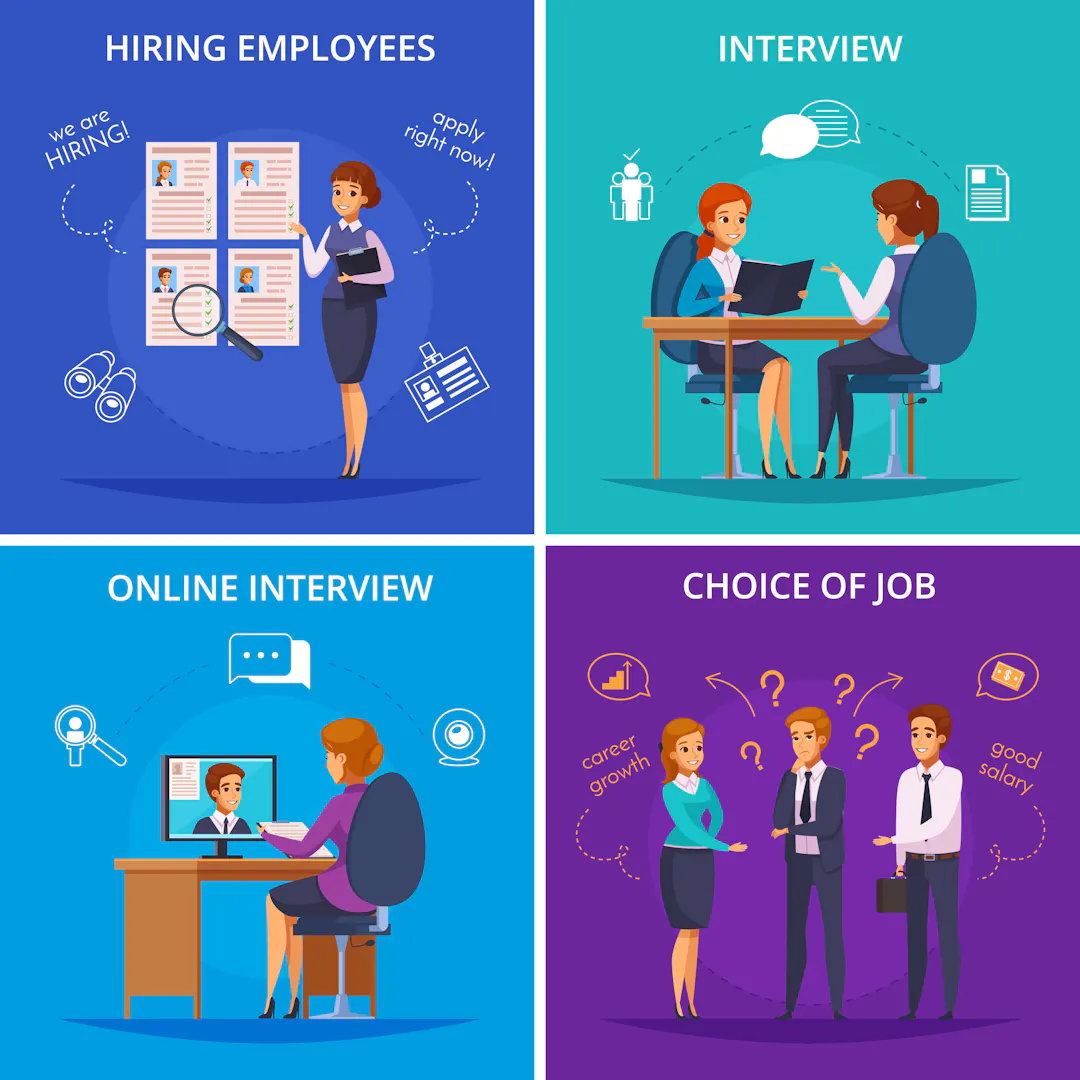 HIRING EMPLOYEES
we are
HIRING!
apply
right now!
INTERVIEW
ONLINE INTERVIEW
CHOICE OF JOB
career
growth
good
salary